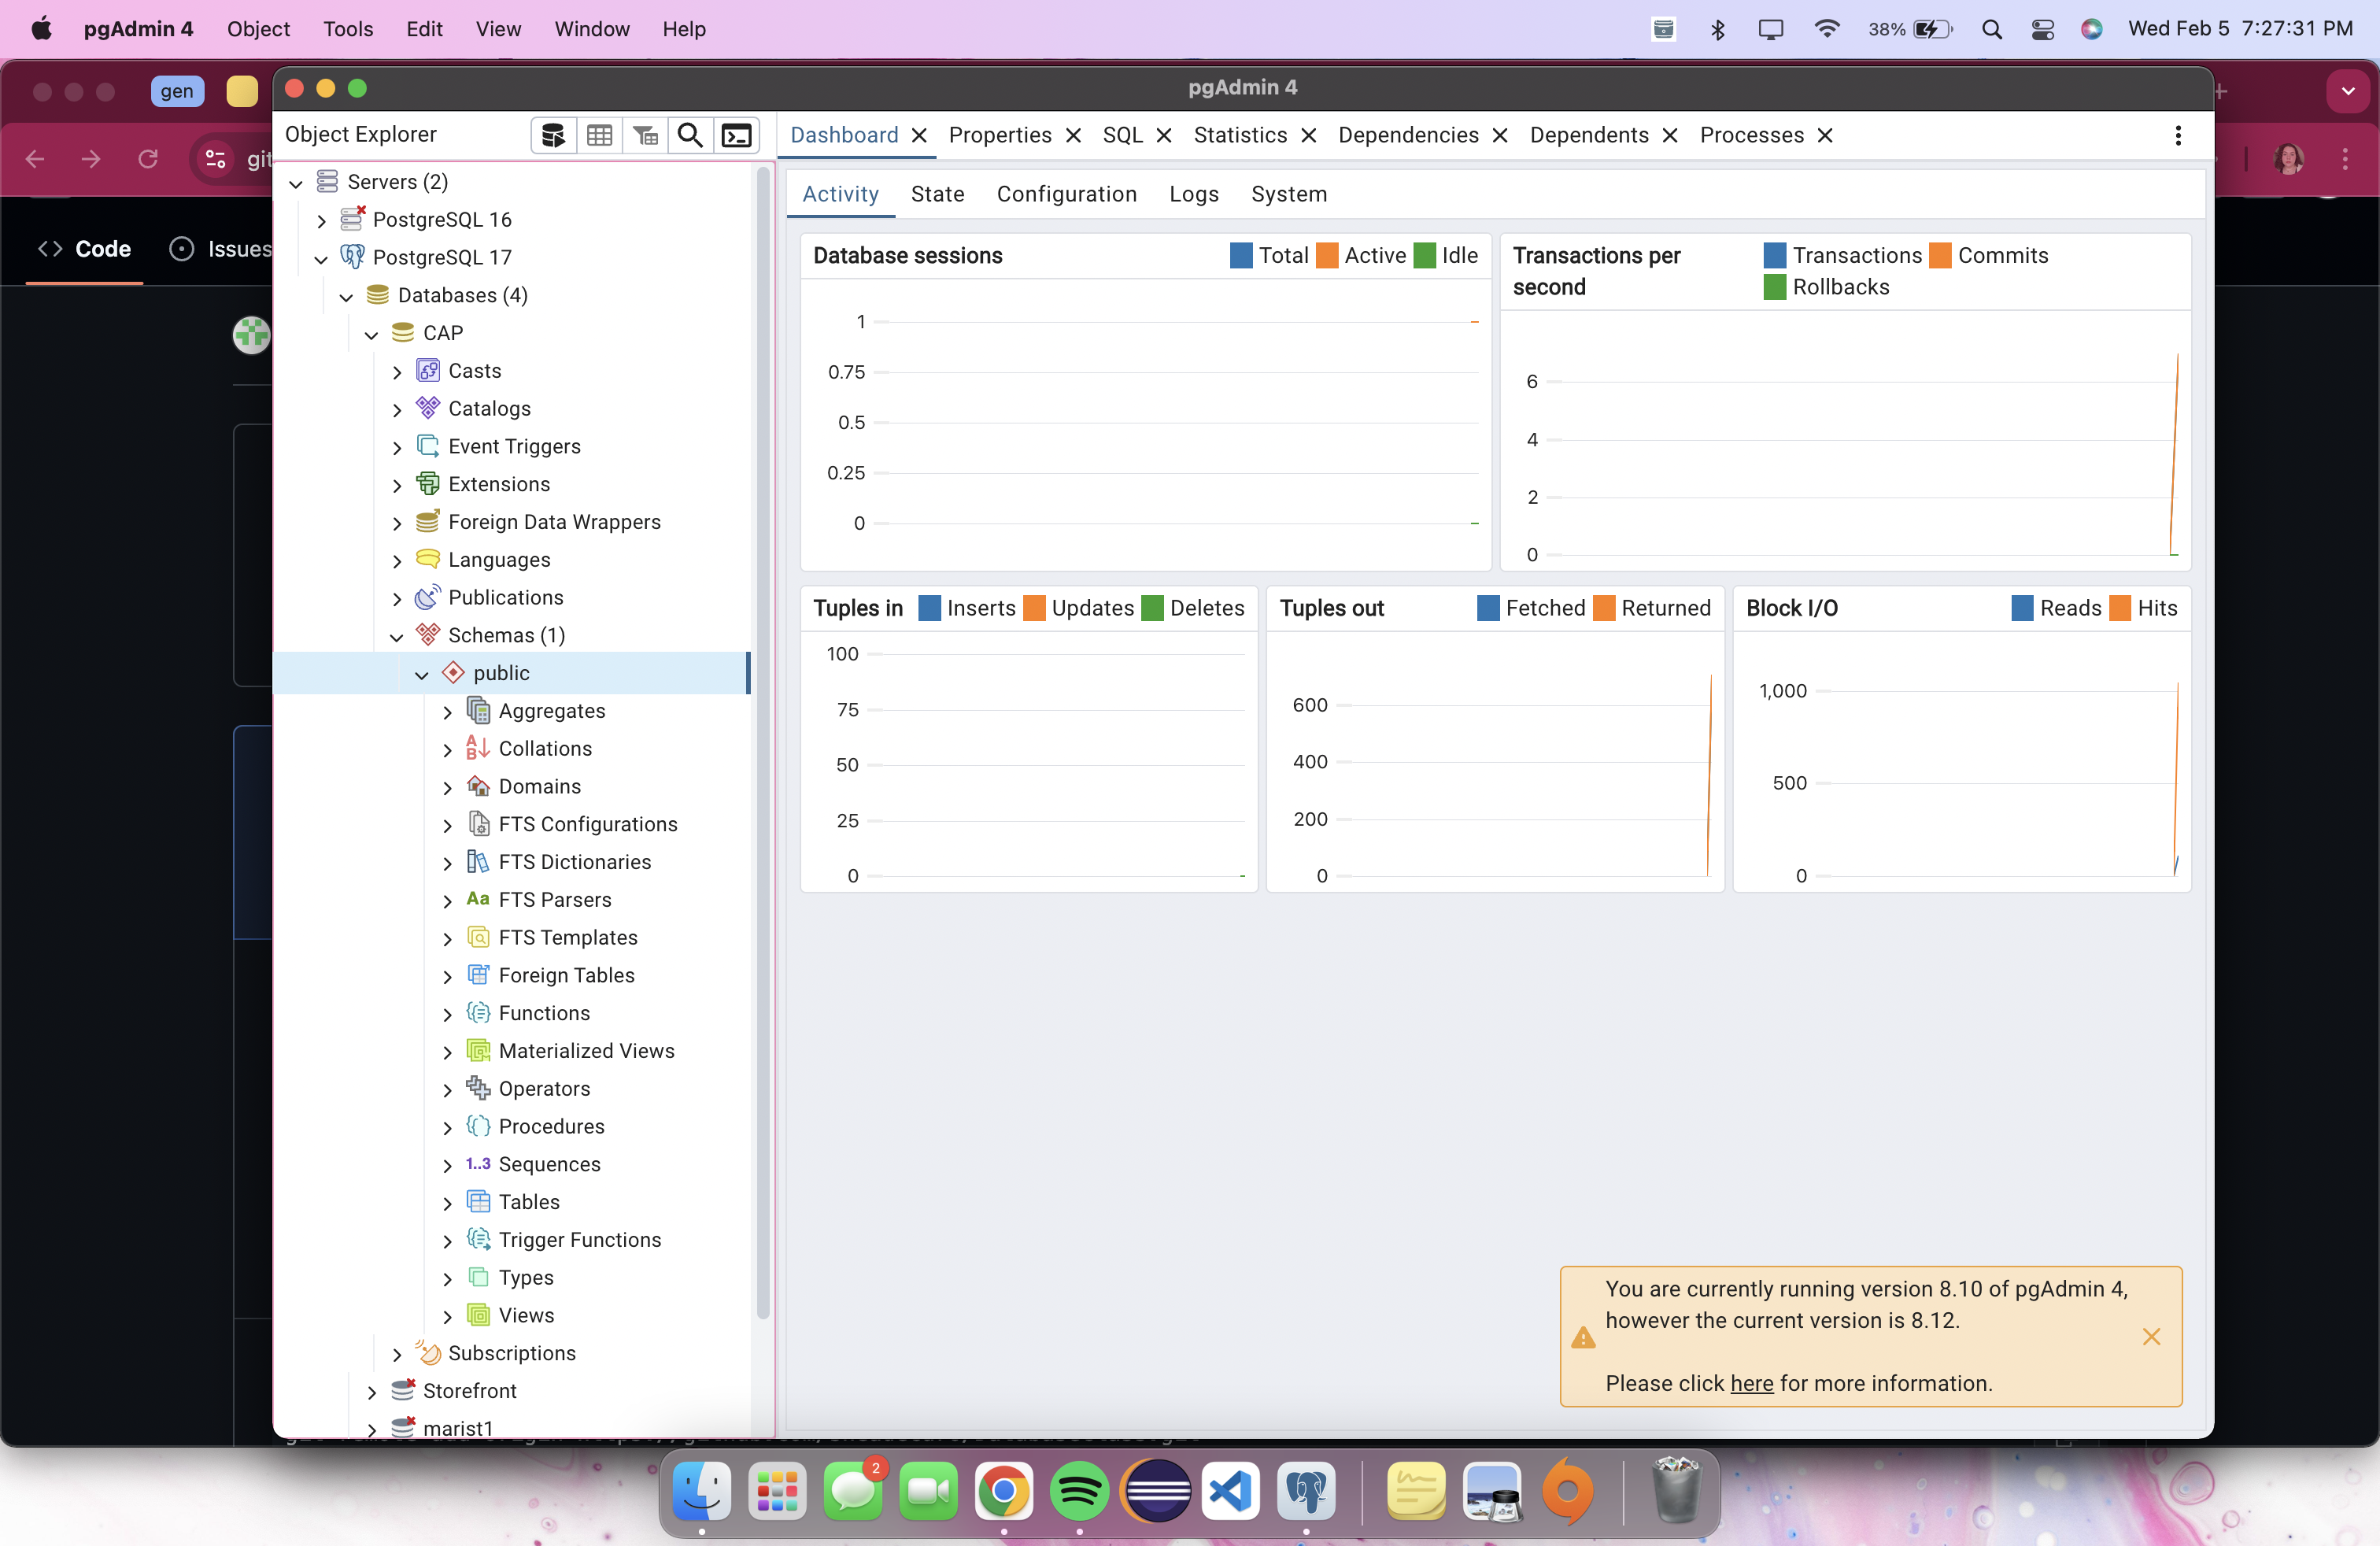 pgAdmin 4 Object Tools Edit View Window Help 38% Wed Feb 5 7:27:31 PM
gen
pgAdmin 4
git
Code Issues
Object Explorer
Dashboard Properties SQL Statistics Dependencies Dependents Processes
Servers (2)
PostgreSQL 16
PostgreSQL 17
Databases (4)
CAP
Casts
Catalogs
Event Triggers
Extensions
Foreign Data Wrappers
Languages
Publications
Schemas (1)
public
Aggregates
Collations
Domains
FTS Configurations
FTS Dictionaries
Aa FTS Parsers
FTS Templates
Foreign Tables
Functions
Materialized Views
Operators
Procedures
1..3 Sequences
Tables
Trigger Functions
Types
Views
Subscriptions
Storefront
marist1
Activity State Configuration Logs System
Database sessions Total Active Idle
1
0.75
0.5
0.25
0
Transactions per second
Transactions Commits
Rollbacks
6
4
2
0
Tuples in Inserts Updates Deletes
100
75
50
25
0
Tuples out Fetched Returned
600
400
200
0
Block I/O Reads Hits
1,000
500
0
You are currently running version 8.10 of pgAdmin 4,
however the current version is 8.12.
Please click here for more information.
2